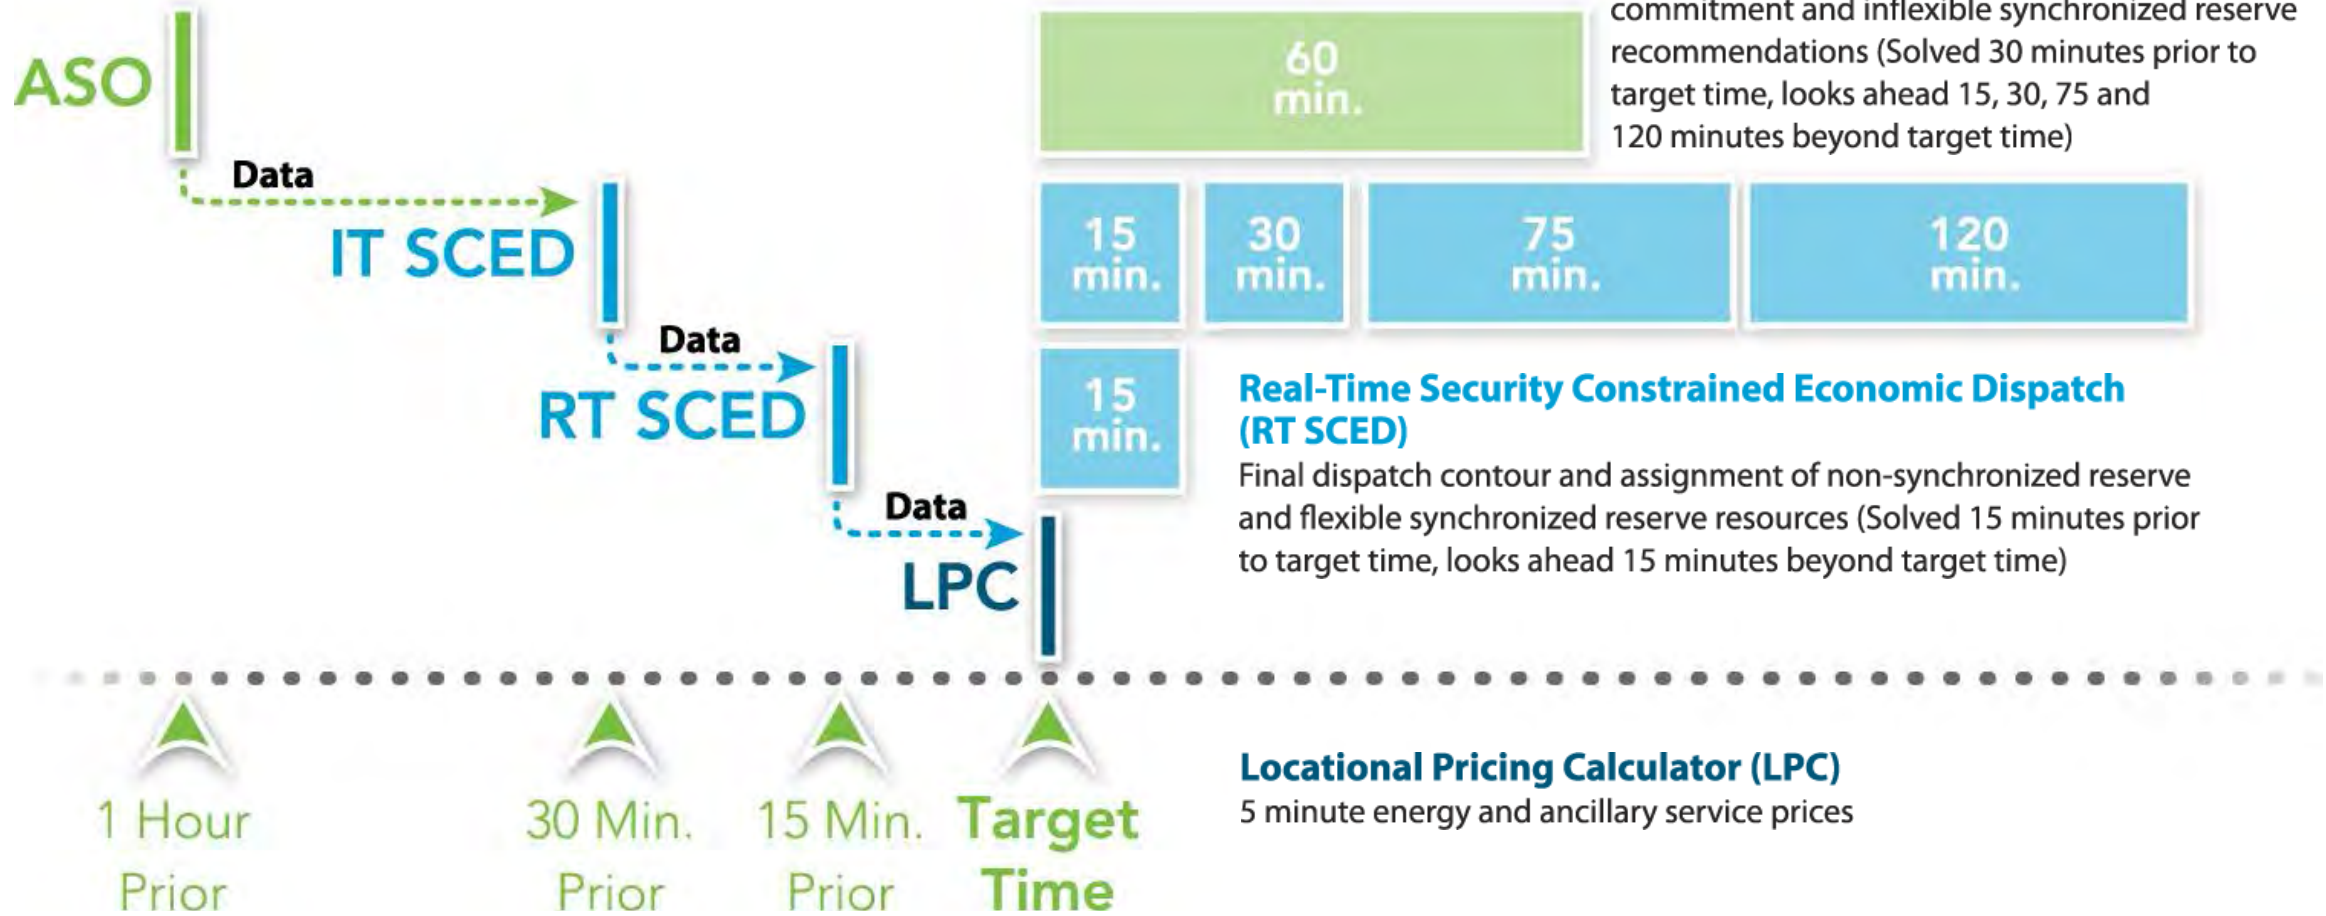 commitment and inflexible synchronized reserve
recommendations (Solved 30 minutes prior to
target time, looks ahead 15, 30, 75 and
120 minutes beyond target time)
ASO
60
min.
Data
IT SCED
15
min.
30
min.
75
min.
120
min.
Data
RT SCED
15
min.
Real-Time Security Constrained Economic Dispatch
(RT SCED)
Final dispatch contour and assignment of non-synchronized reserve
and flexible synchronized reserve resources (Solved 15 minutes prior
to target time, looks ahead 15 minutes beyond target time)
Data
LPC
1 Hour
Prior
30 Min.
Prior
15 Min.
Prior
Target
Time
Locational Pricing Calculator (LPC)
5 minute energy and ancillary service prices